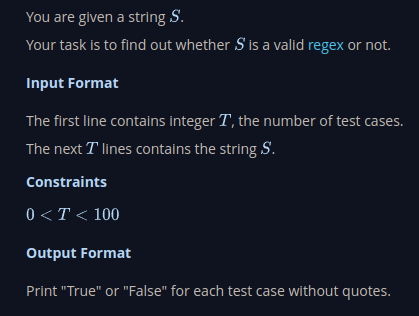 You are given a string S.
Your task is to find out whether S is a valid regex or not.
Input Format
The first line contains integer T, the number of test cases.
The next T lines contains the string S.
Constraints
0 < T < 100
Output Format
Print "True" or "False" for each test case without quotes.